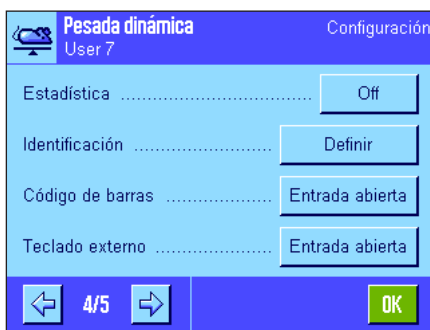 Pesada dinámica Configuración
User 7
Estadística ........................................ Off
Identificación ............................ Definir
Código de barras .................... Entrada abierta
Teclado externo ...................... Entrada abierta
4/5 OK